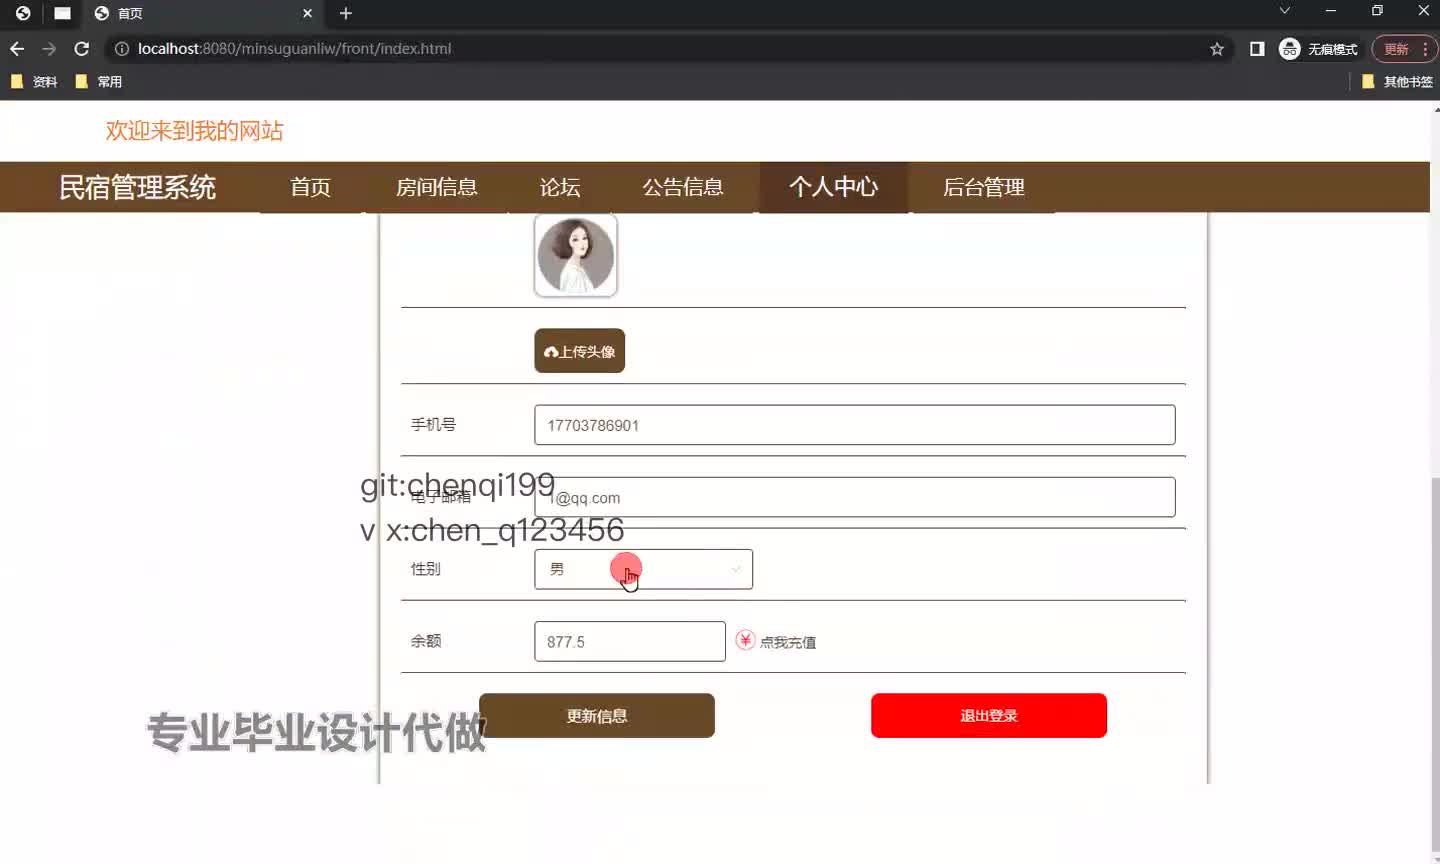 首页
localhost:8080/minsuguanliw/front/index.html
无痕模式
更新
资料
常用
其他书签
欢迎来到我的网站
民宿管理系统
首页
房间信息
论坛
公告信息
个人中心
后台管理
上传头像
手机号
17703786901
git:chenqi199
电子邮箱
1@qq.com
v x:chen_q123456
性别
男
余额
877.5
点我充值
更新信息
退出登录
专业毕业设计代做